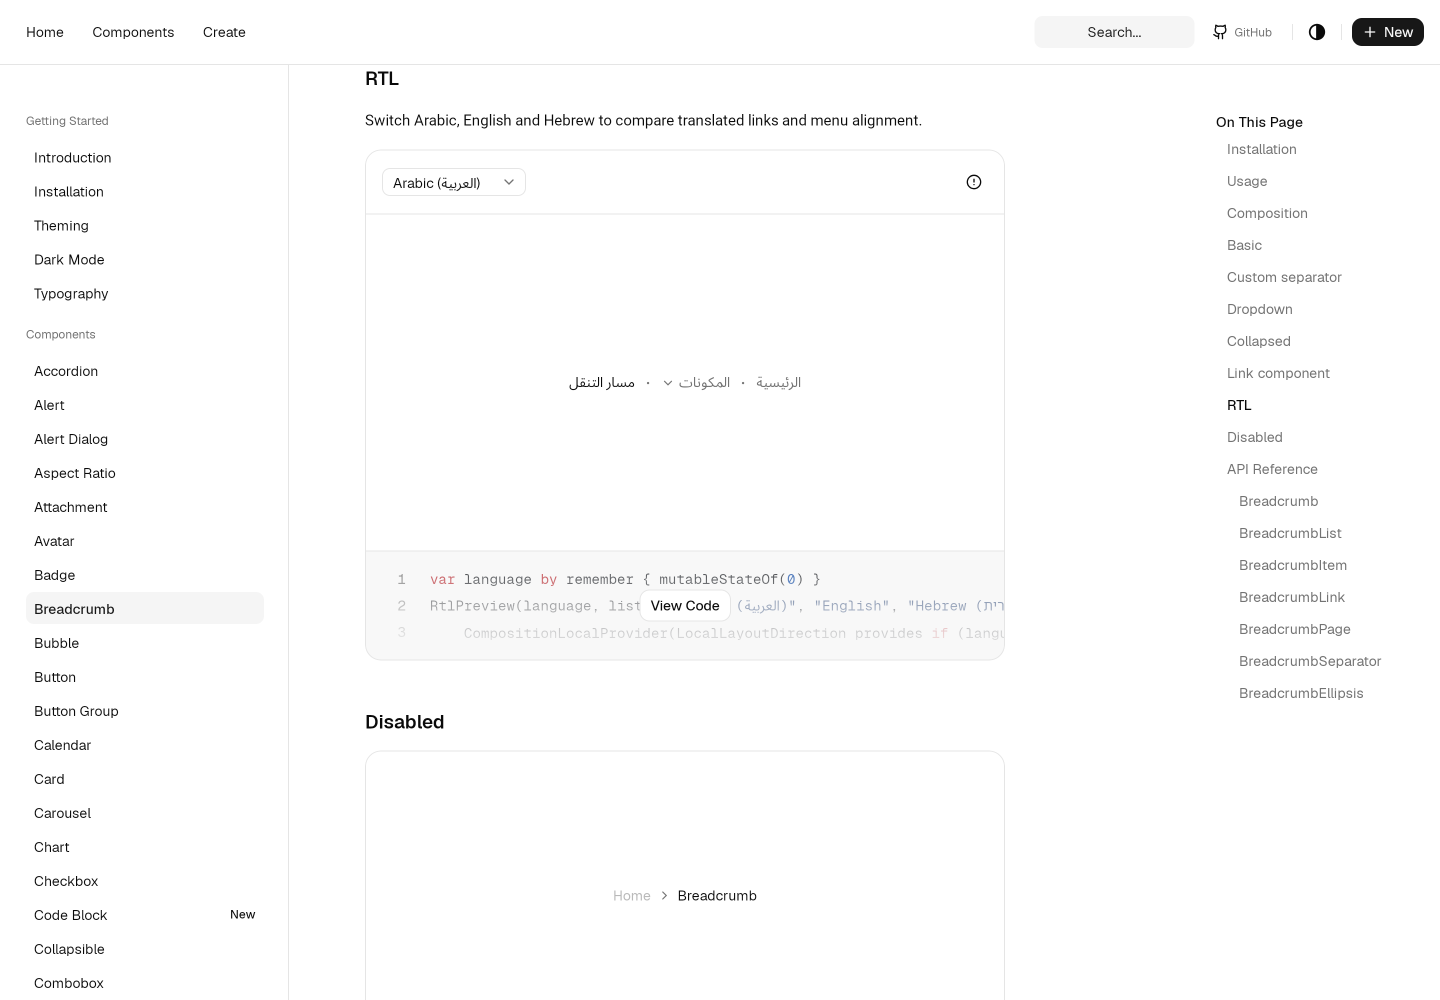 Home Components Create Search... GitHub New
Getting Started
Introduction
Installation
Theming
Dark Mode
Typography
Components
Accordion
Alert
Alert Dialog
Aspect Ratio
Attachment
Avatar
Badge
Breadcrumb
Bubble
Button
Button Group
Calendar
Card
Carousel
Chart
Checkbox
Code Block New
Collapsible
Combobox
RTL
Switch Arabic, English and Hebrew to compare translated links and menu alignment.
Arabic (العربية)
الرئيسية · المكونات · مسار التنقل
1 var language by remember { mutableStateOf(0) }
2 RtlPreview(language, list (العربية)", "English", "Hebrew (
View Code
3 CompositionLocalProvider(LocalLayoutDirection provides if (langu
Disabled
Home > Breadcrumb
On This Page
Installation
Usage
Composition
Basic
Custom separator
Dropdown
Collapsed
Link component
RTL
Disabled
API Reference
Breadcrumb
BreadcrumbList
BreadcrumbItem
BreadcrumbLink
BreadcrumbPage
BreadcrumbSeparator
BreadcrumbEllipsis